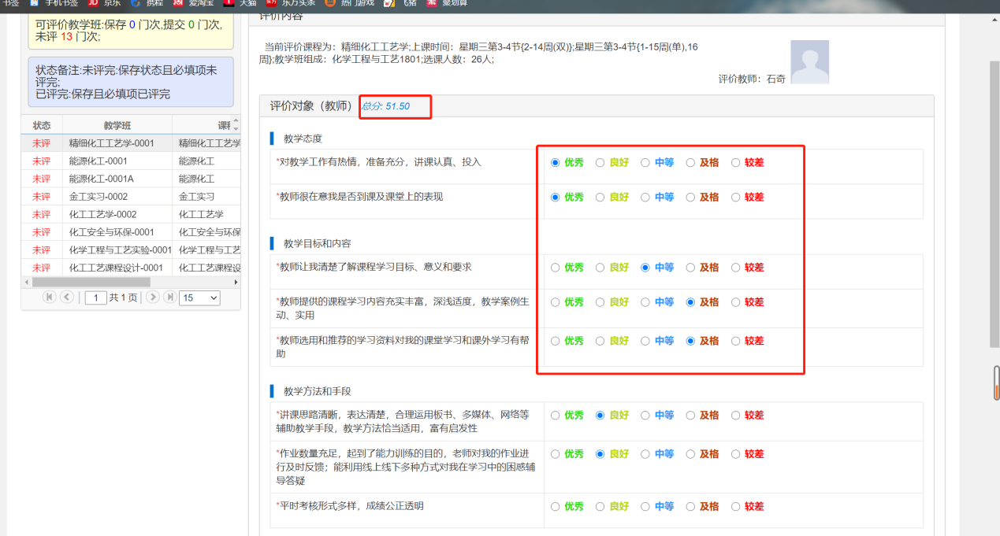 书签 手机书签 JD 京东 携程 爱淘宝 天猫 东方头条 热门游戏 飞猪 聚划算
可评价教学班:保存 0 门次,提交 0 门次,
未评 13 门次;
状态备注:未评完:保存状态且必填项未
评完;
已评完:保存且必填项已评完
状态 教学班 课程
未评 精细化工工艺学-0001 精细化工工艺学
未评 能源化工-0001 能源化工
未评 能源化工-0001A 能源化工
未评 金工实习-0002 金工实习
未评 化工工艺学-0002 化工工艺学
未评 化工安全与环保-0001 化工安全与环保
未评 化学工程与工艺实验-0001 化学工程与工艺
未评 化工工艺课程设计-0001 化工工艺课程设
1 共 1 页 15
评价内容
当前评价课程为：精细化工工艺学;上课时间：星期三第3-4节{2-14周(双)};星期三第3-4节{1-15周(单),16
周};教学班组成：化学工程与工艺1801;选课人数：26人;
评价教师：石奇
评价对象（教师） 总分: 51.50
教学态度
*对教学工作有热情，准备充分，讲课认真、投入 优秀 良好 中等 及格 较差
*教师很在意我是否到课及课堂上的表现 优秀 良好 中等 及格 较差
教学目标和内容
*教师让我清楚了解课程学习目标、意义和要求 优秀 良好 中等 及格 较差
*教师提供的课程学习内容充实丰富，深浅适度，教学案例生
动、实用 优秀 良好 中等 及格 较差
*教师选用和推荐的学习资料对我的课堂学习和课外学习有帮
助 优秀 良好 中等 及格 较差
教学方法和手段
*讲课思路清晰，表达清楚，合理运用板书、多媒体、网络等
辅助教学手段，教学方法恰当适用，富有启发性 优秀 良好 中等 及格 较差
*作业数量充足，起到了能力训练的目的，老师对我的作业进
行及时反馈；能利用线上线下多种方式对我在学习中的困惑辅
导答疑 优秀 良好 中等 及格 较差
*平时考核形式多样，成绩公正透明 优秀 良好 中等 及格 较差